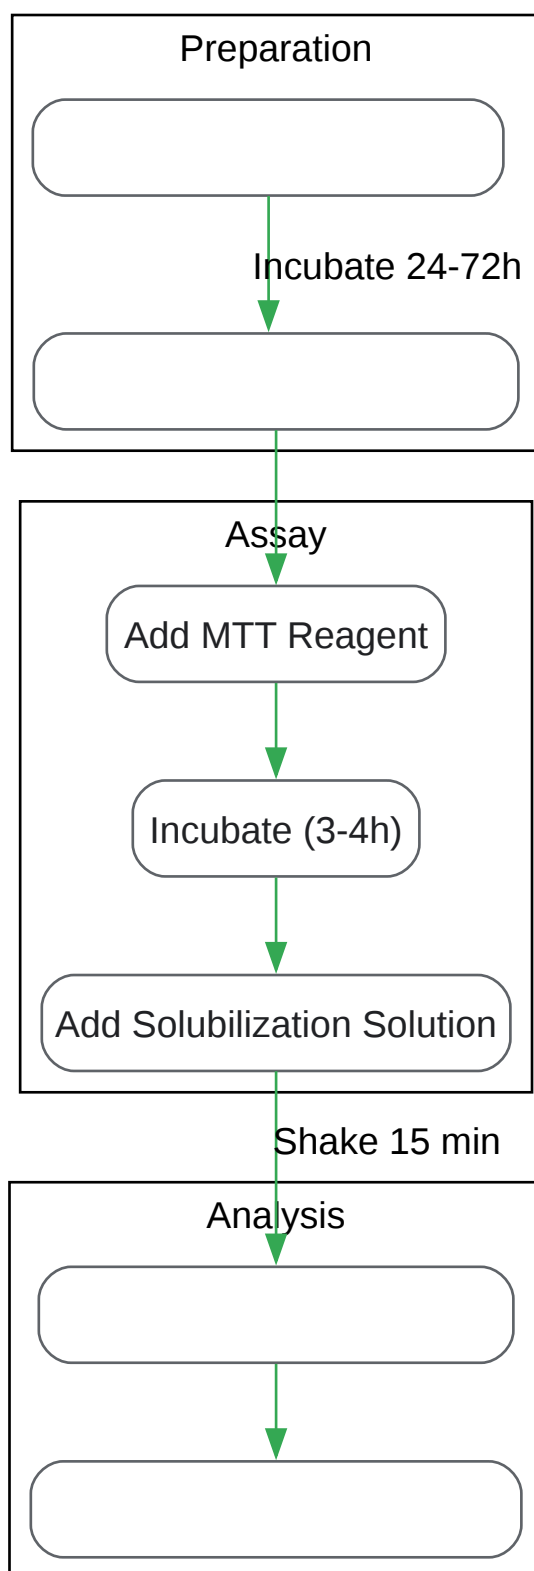 Preparation
Incubate 24-72h
Assay
Add MTT Reagent
Incubate (3-4h)
Add Solubilization Solution
Shake 15 min
Analysis